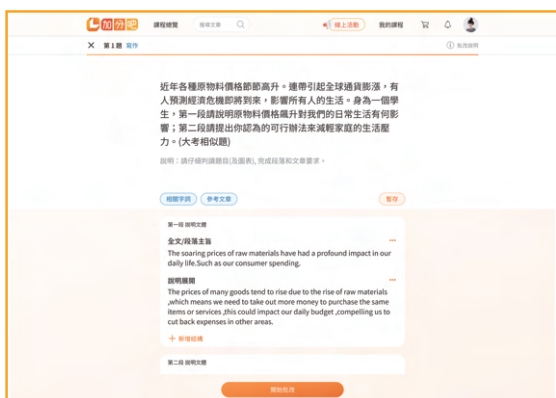 加分吧 課程總覽 搜尋文章 線上活動 我的課程
第1題 寫作 批改說明
近年各種原物料價格節節高升。連帶引起全球通貨膨漲，有
人預測經濟危機即將到來，影響所有人的生活。身為一個學
生，第一段請說明原物料價格飆升對我們的日常生活有何影
響；第二段請提出你認為的可行辦法來減輕家庭的生活壓
力。(大考相似題)
說明：請仔細判讀題目(及圖表), 完成段落和文章要求。
相關字詞 參考文章 暫存
第一段 說明文體
全文/段落主旨
The soaring prices of raw materials have had a profound impact in our
daily life.Such as our consumer spending.
說明展開
The prices of many goods tend to rise due to the rise of raw materials
,which means we need to take out more money to purchase the same
items or services ,this could impact our daily budget ,compelling us to
cut back expenses in other areas.
新增結構
第二段 說明文體
開始批改